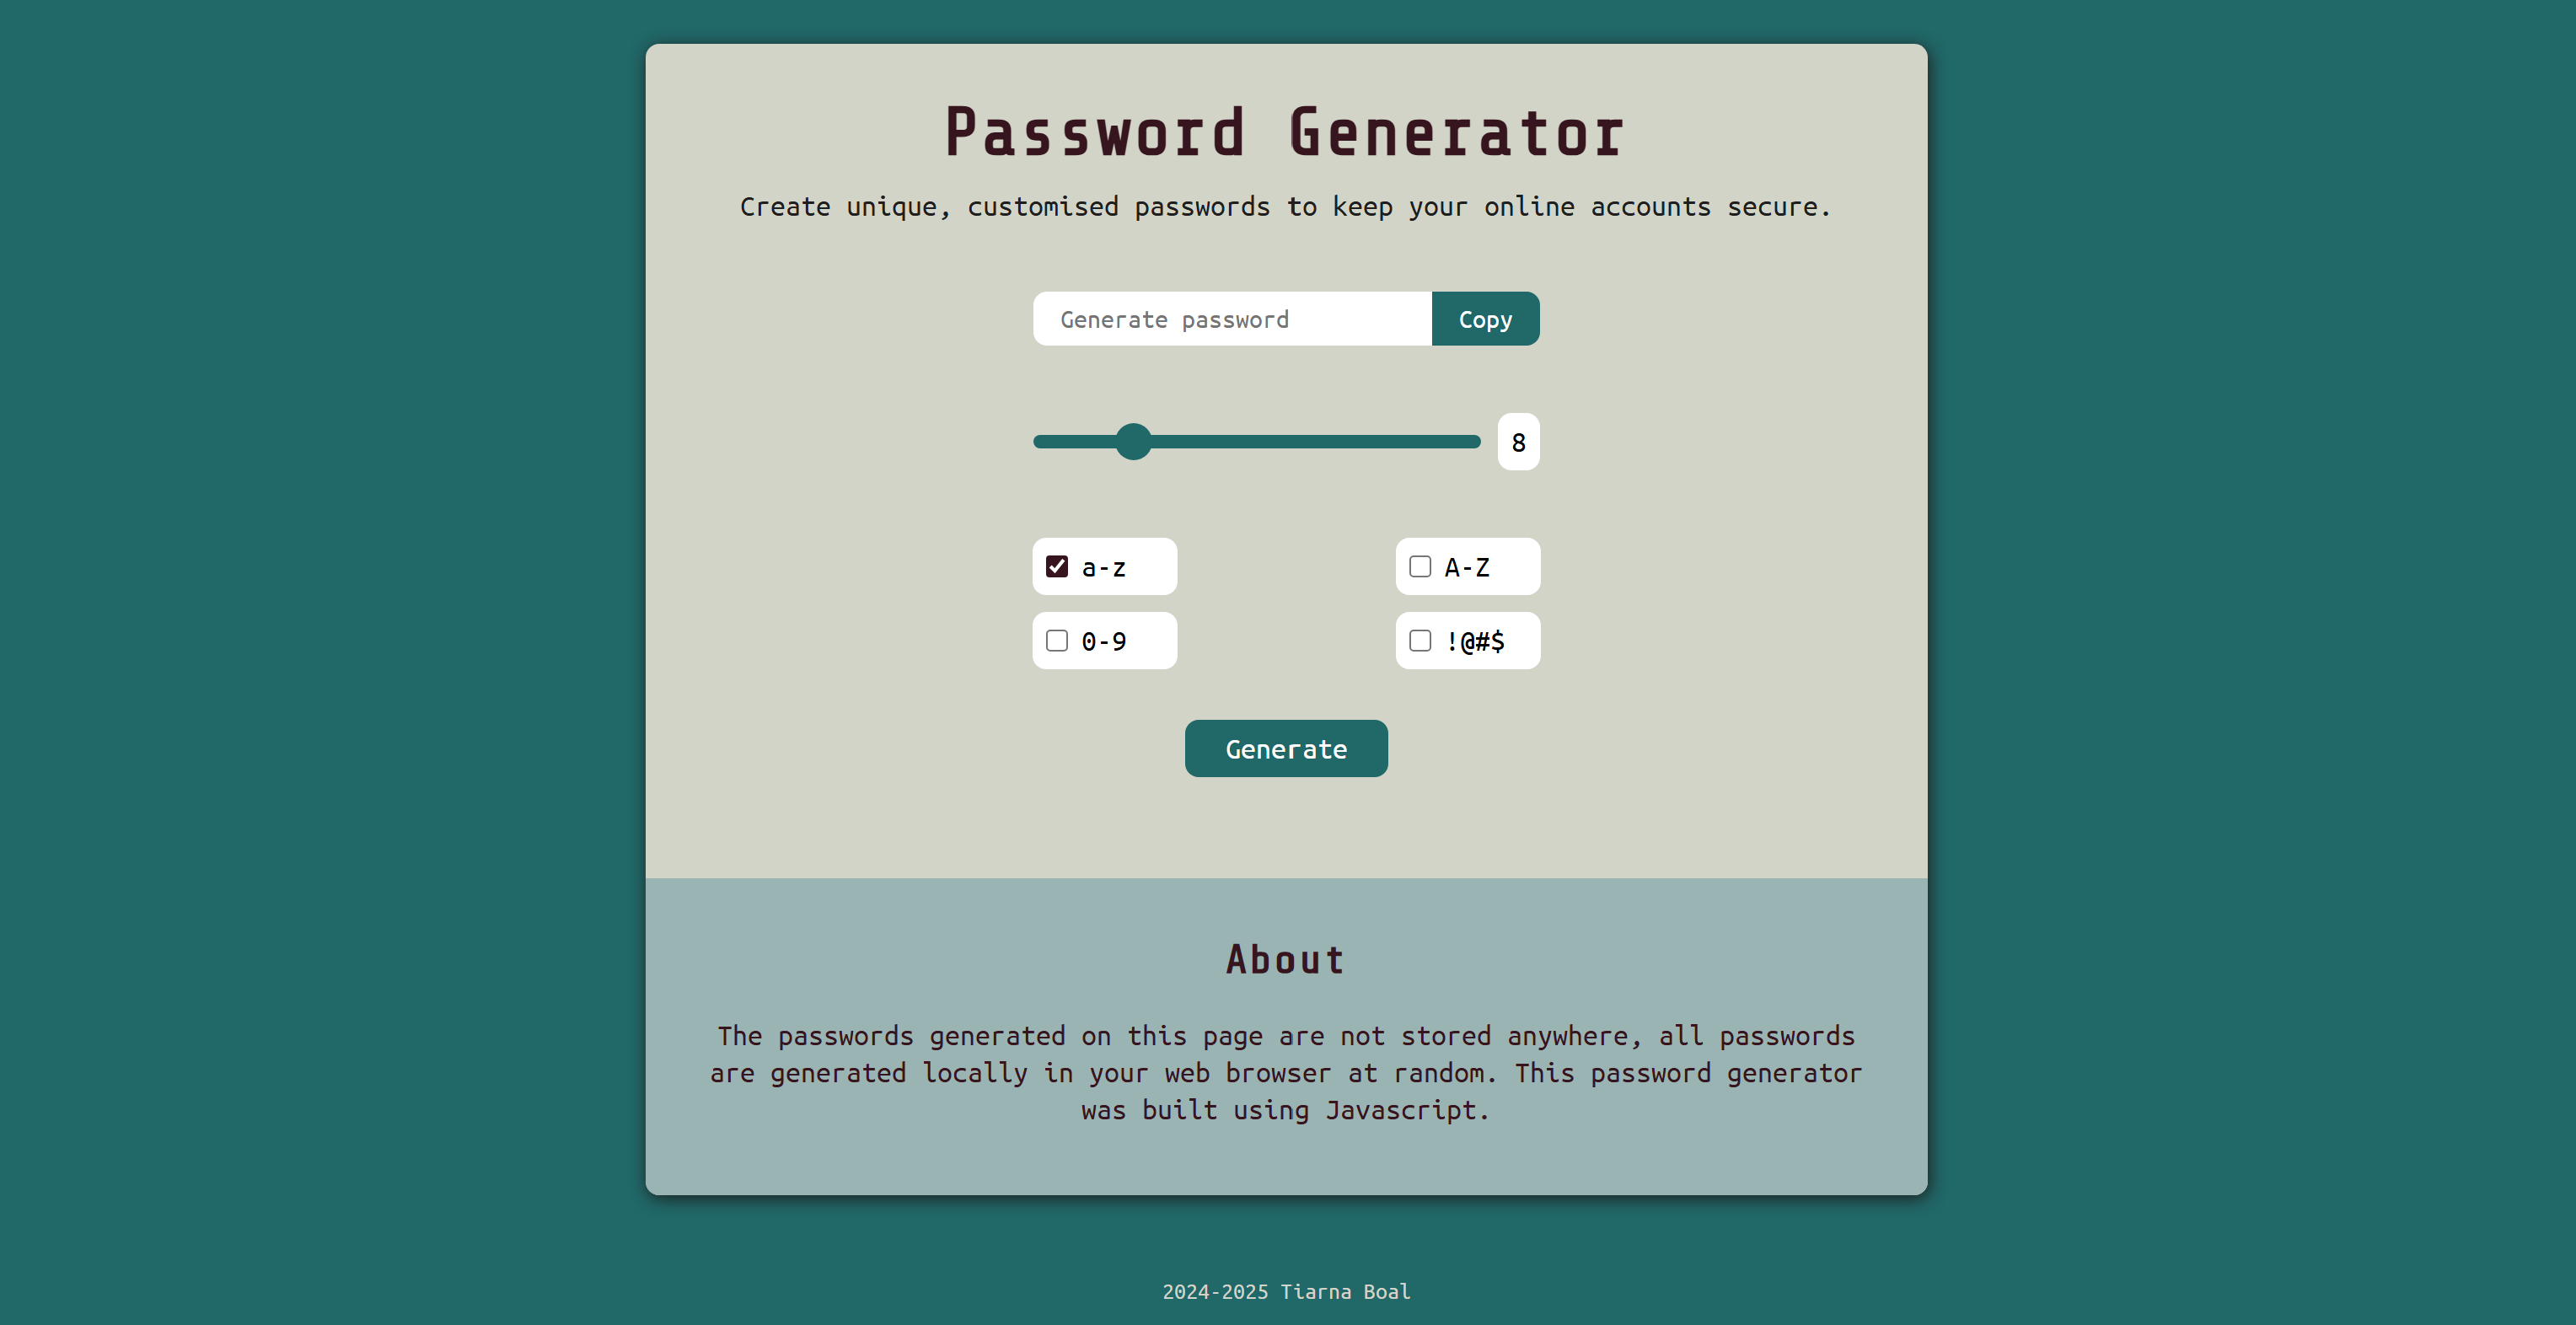 Password Generator
Create unique, customised passwords to keep your online accounts secure.
Generate password
Copy
8
a-z
A-Z
0-9
!@#$
Generate
About
The passwords generated on this page are not stored anywhere, all passwords
are generated locally in your web browser at random. This password generator
was built using Javascript.
2024-2025 Tiarna Boal